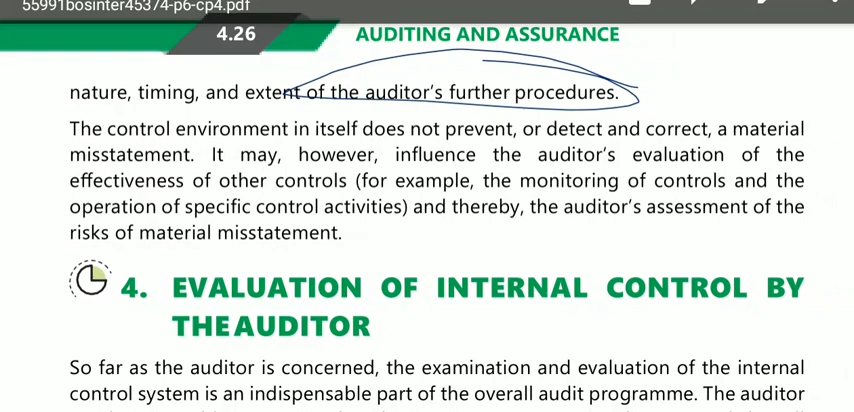 55991bosinter45374-p6-cp4.pdf
4.26 AUDITING AND ASSURANCE
nature, timing, and extent of the auditor's further procedures.
The control environment in itself does not prevent, or detect and correct, a material
misstatement. It may, however, influence the auditor's evaluation of the
effectiveness of other controls (for example, the monitoring of controls and the
operation of specific control activities) and thereby, the auditor's assessment of the
risks of material misstatement.
4. EVALUATION OF INTERNAL CONTROL BY
THE AUDITOR
So far as the auditor is concerned, the examination and evaluation of the internal
control system is an indispensable part of the overall audit programme. The auditor